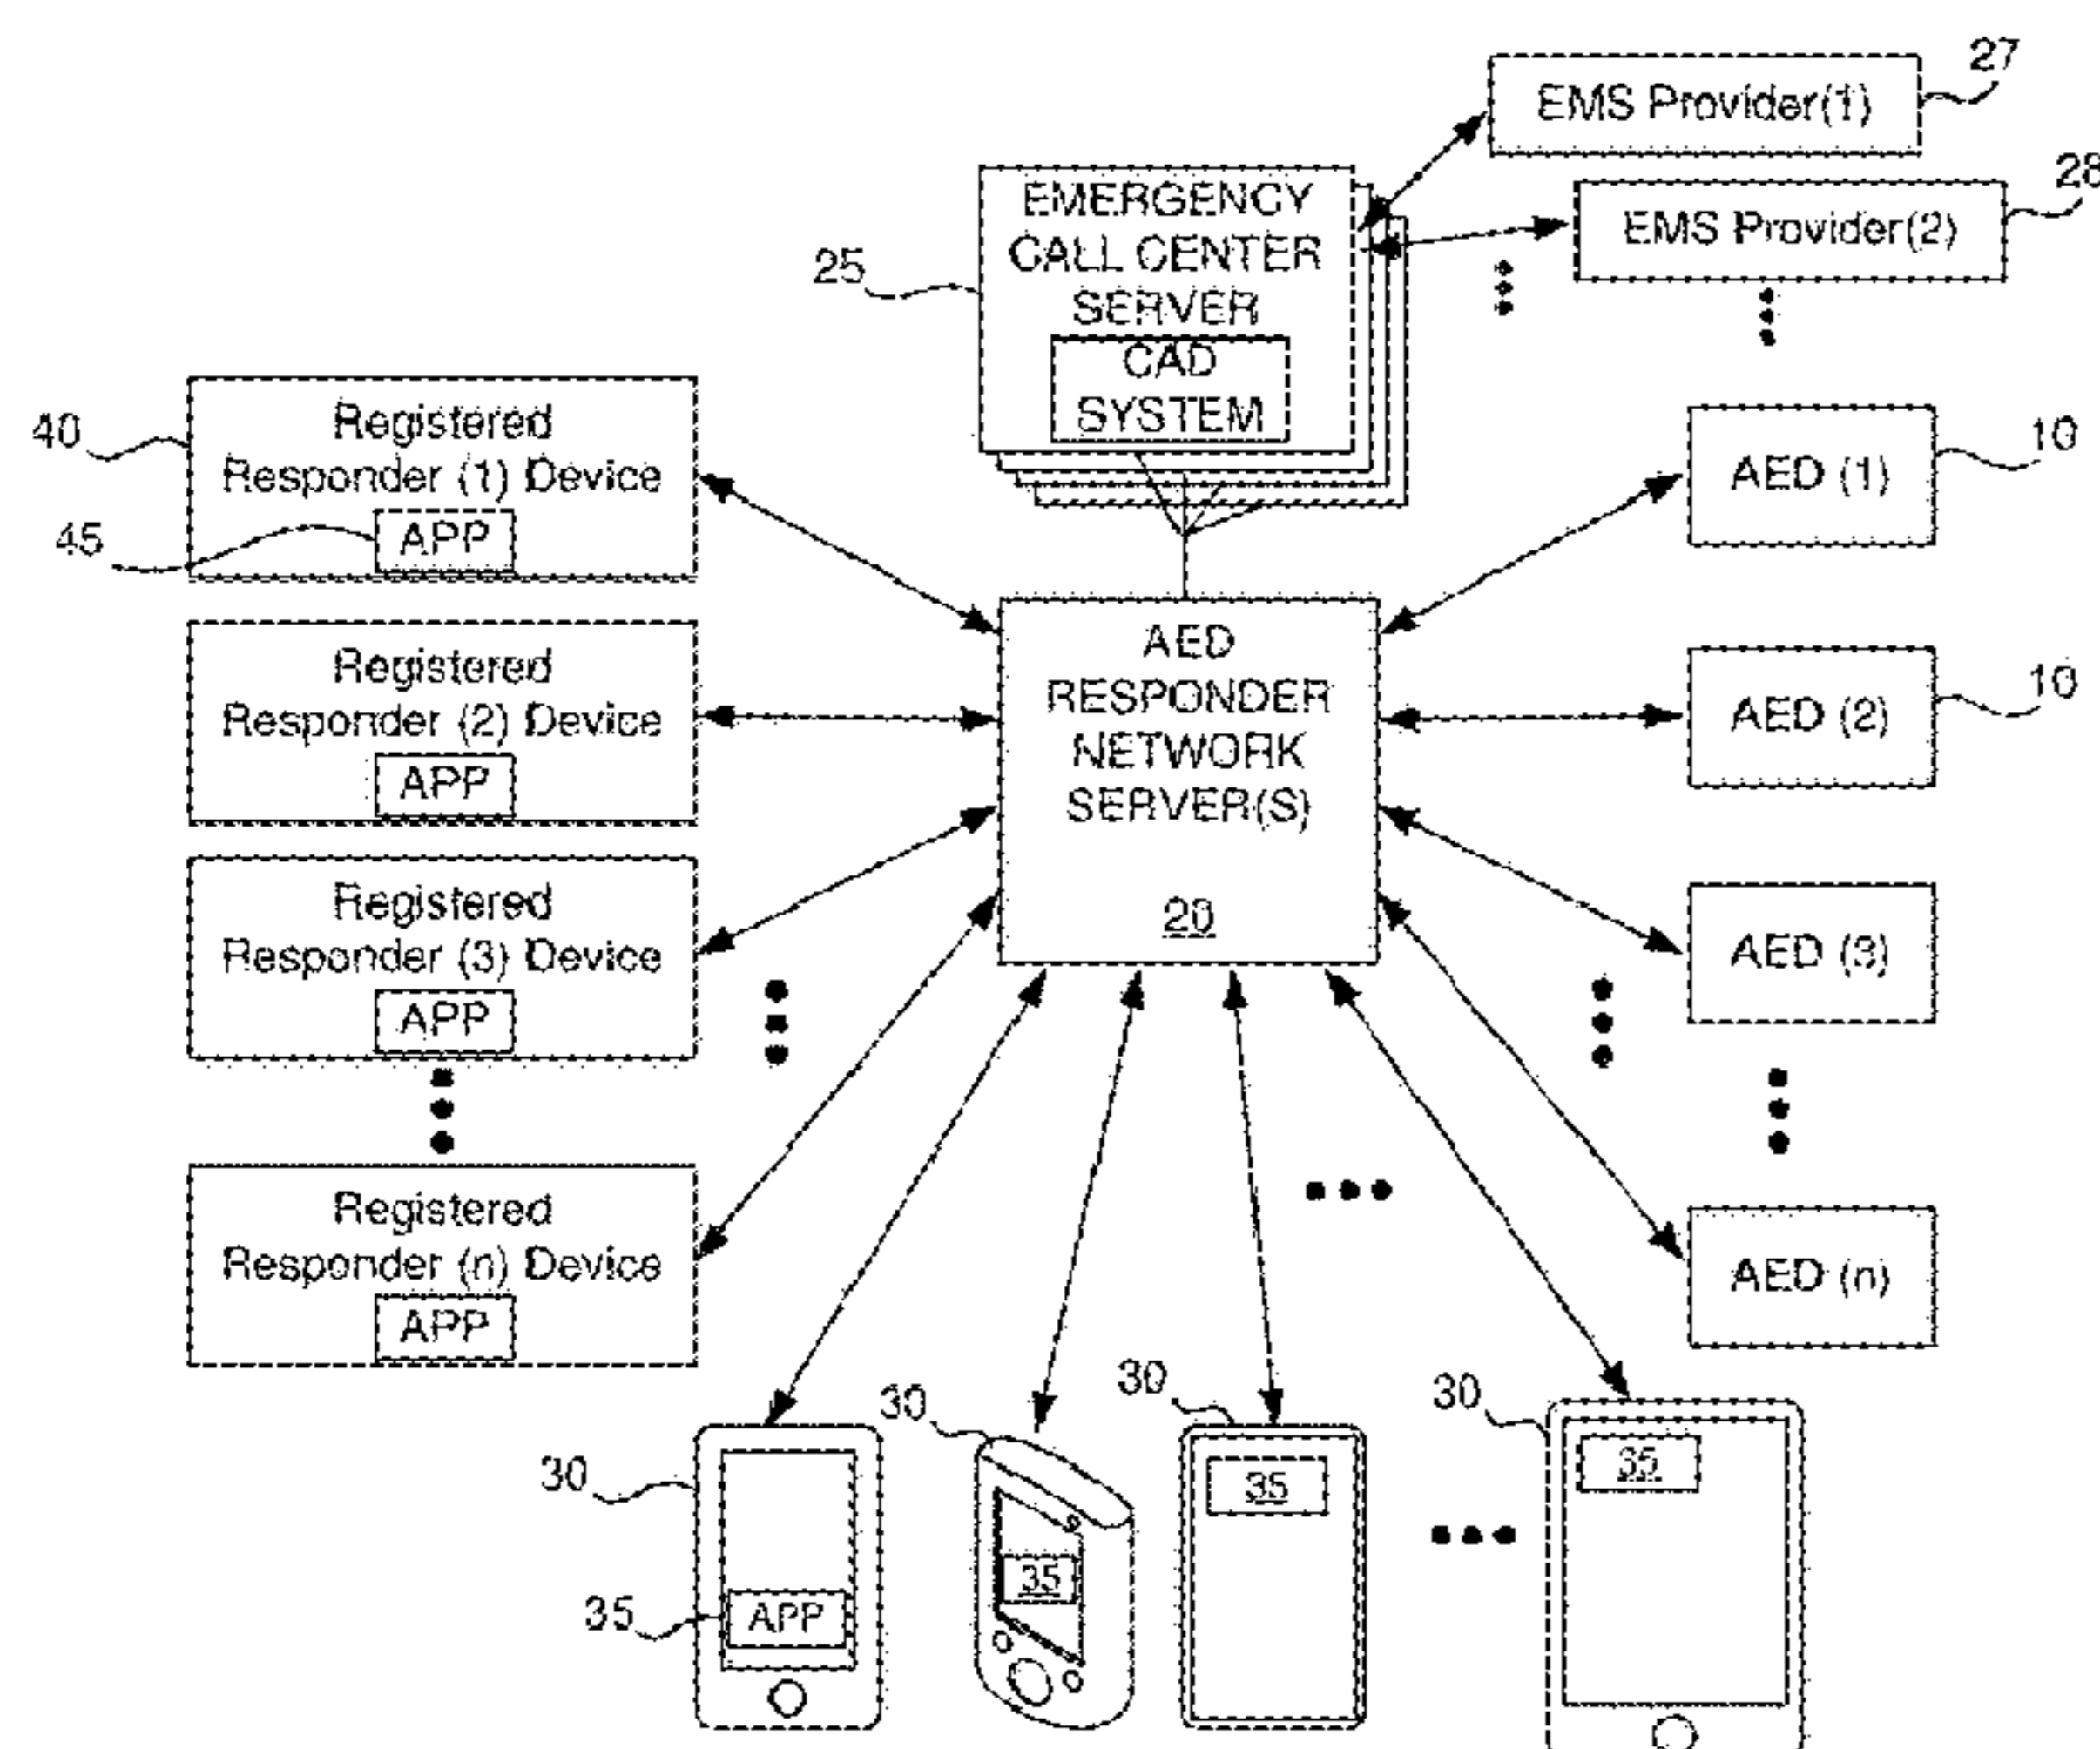 27
EMS Provider(1)
28
EMS Provider(2)
EMERGENCY
CALL CENTER
SERVER
CAD
SYSTEM
25
40
Registered
Responder (1) Device
APP
45
Registered
Responder (2) Device
APP
Registered
Responder (3) Device
APP
Registered
Responder (n) Device
APP
AED
RESPONDER
NETWORK
SERVER(S)
20
AED (1)
10
AED (2)
10
AED (3)
AED (n)
30
35
APP
30
35
30
35
30
35